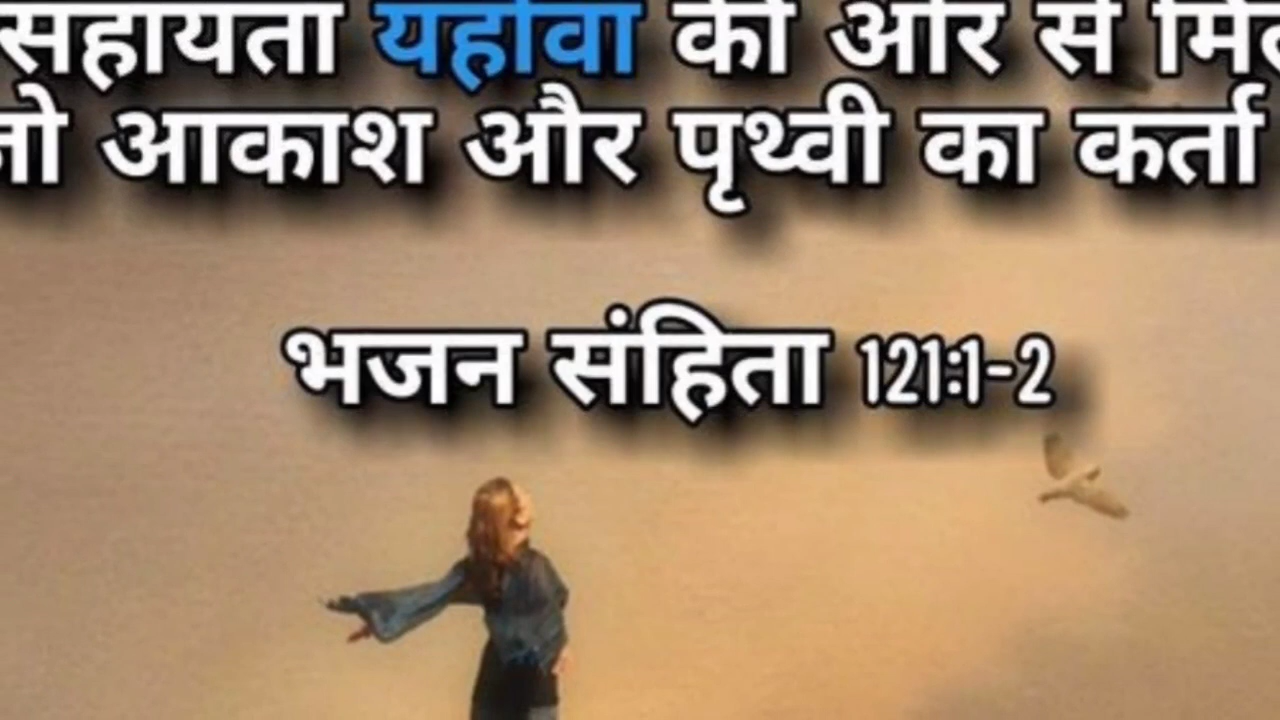 सहायता यहोवा की ओर से
जो आकाश और पृथ्वी का कर्ता
भजन संहिता 121:1-2